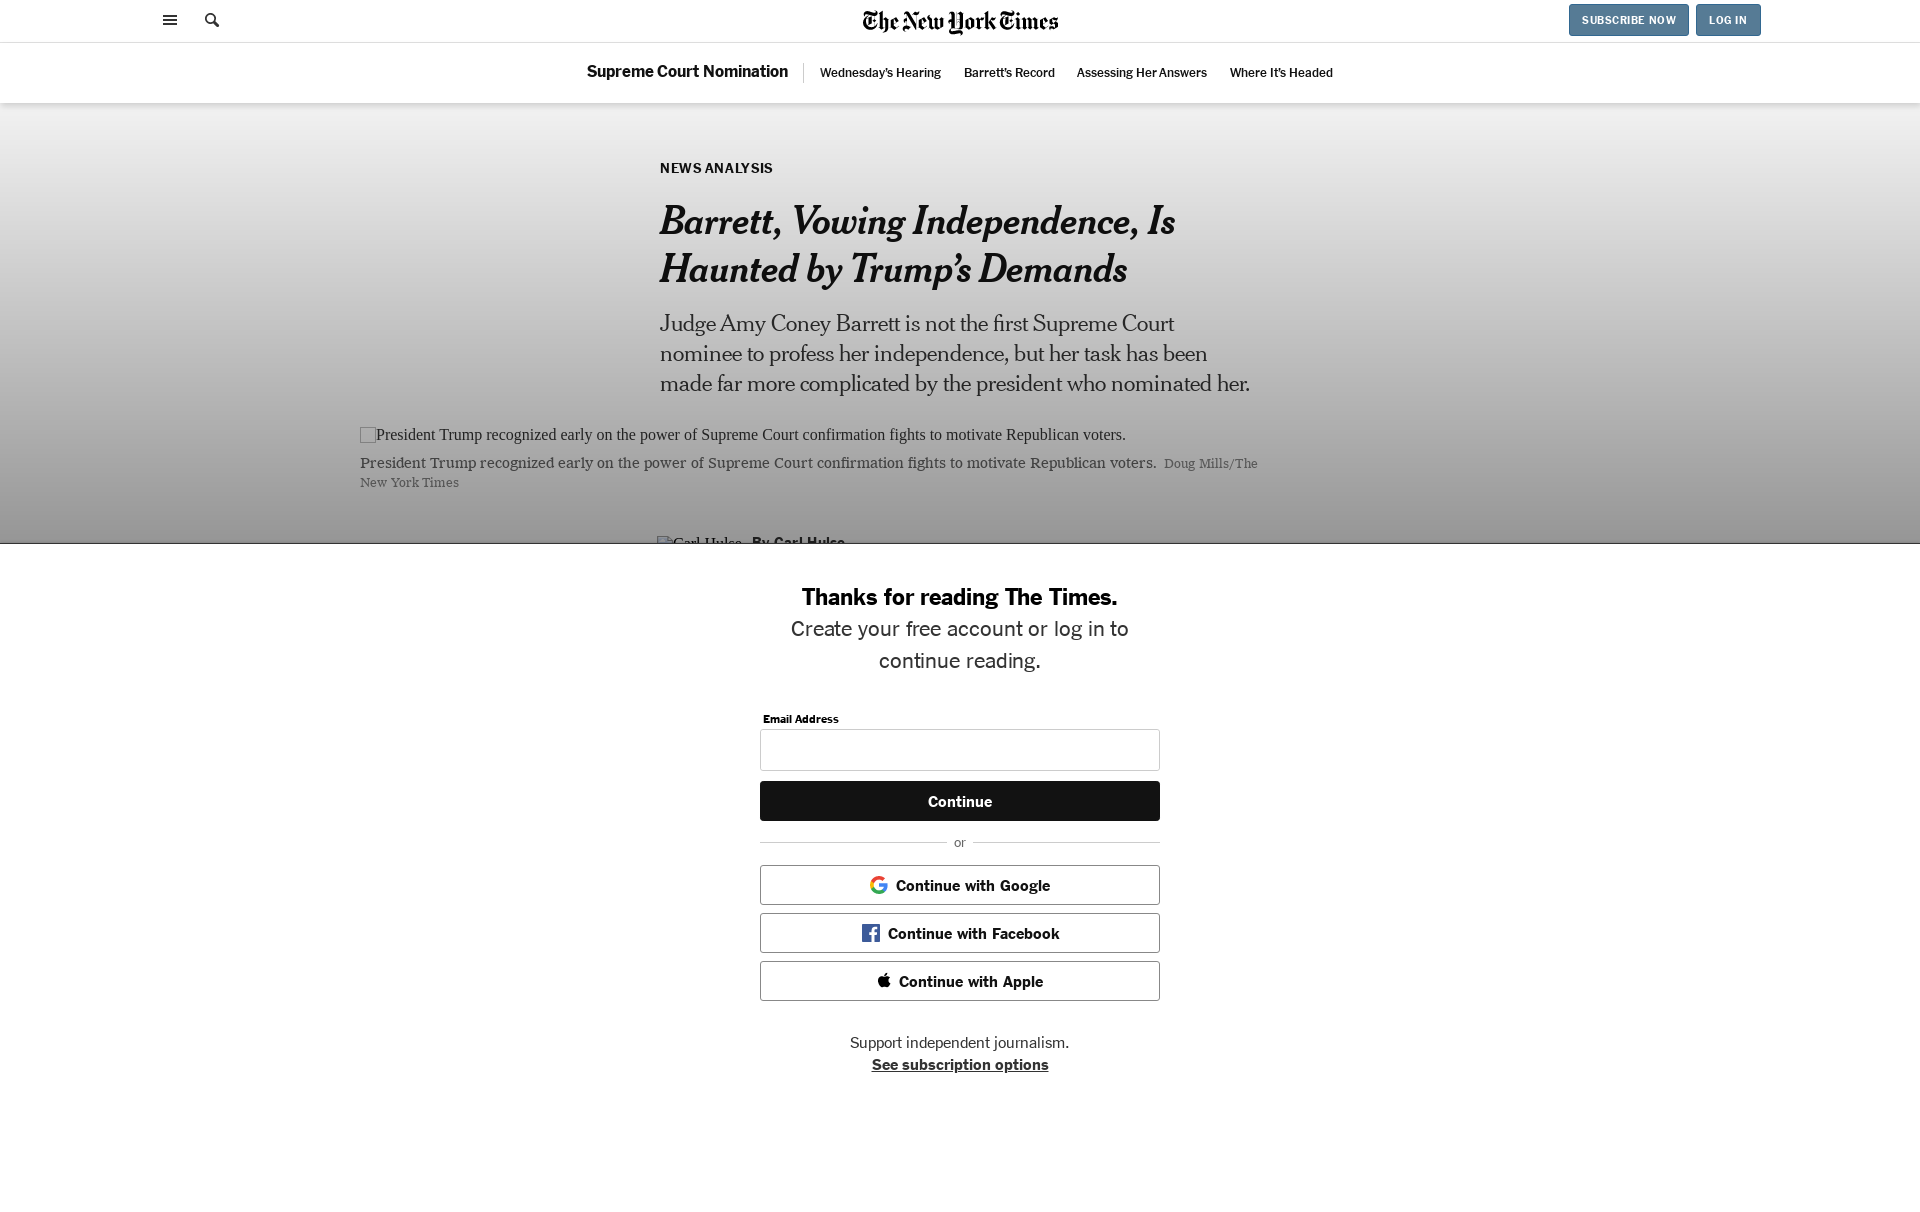 The New York Times
SUBSCRIBE NOW
LOG IN
Supreme Court Nomination
Wednesday's Hearing
Barrett's Record
Assessing Her Answers
Where It's Headed
NEWS ANALYSIS
Barrett, Vowing Independence, Is
Haunted by Trump’s Demands
Judge Amy Coney Barrett is not the first Supreme Court
nominee to profess her independence, but her task has been
made far more complicated by the president who nominated her.
President Trump recognized early on the power of Supreme Court confirmation fights to motivate Republican voters.
President Trump recognized early on the power of Supreme Court confirmation fights to motivate Republican voters. Doug Mills/The
New York Times
Carl Hulse By Carl Hulse
Thanks for reading The Times.
Create your free account or log in to
continue reading.
Email Address
Continue
or
Continue with Google
Continue with Facebook
Continue with Apple
Support independent journalism.
See subscription options